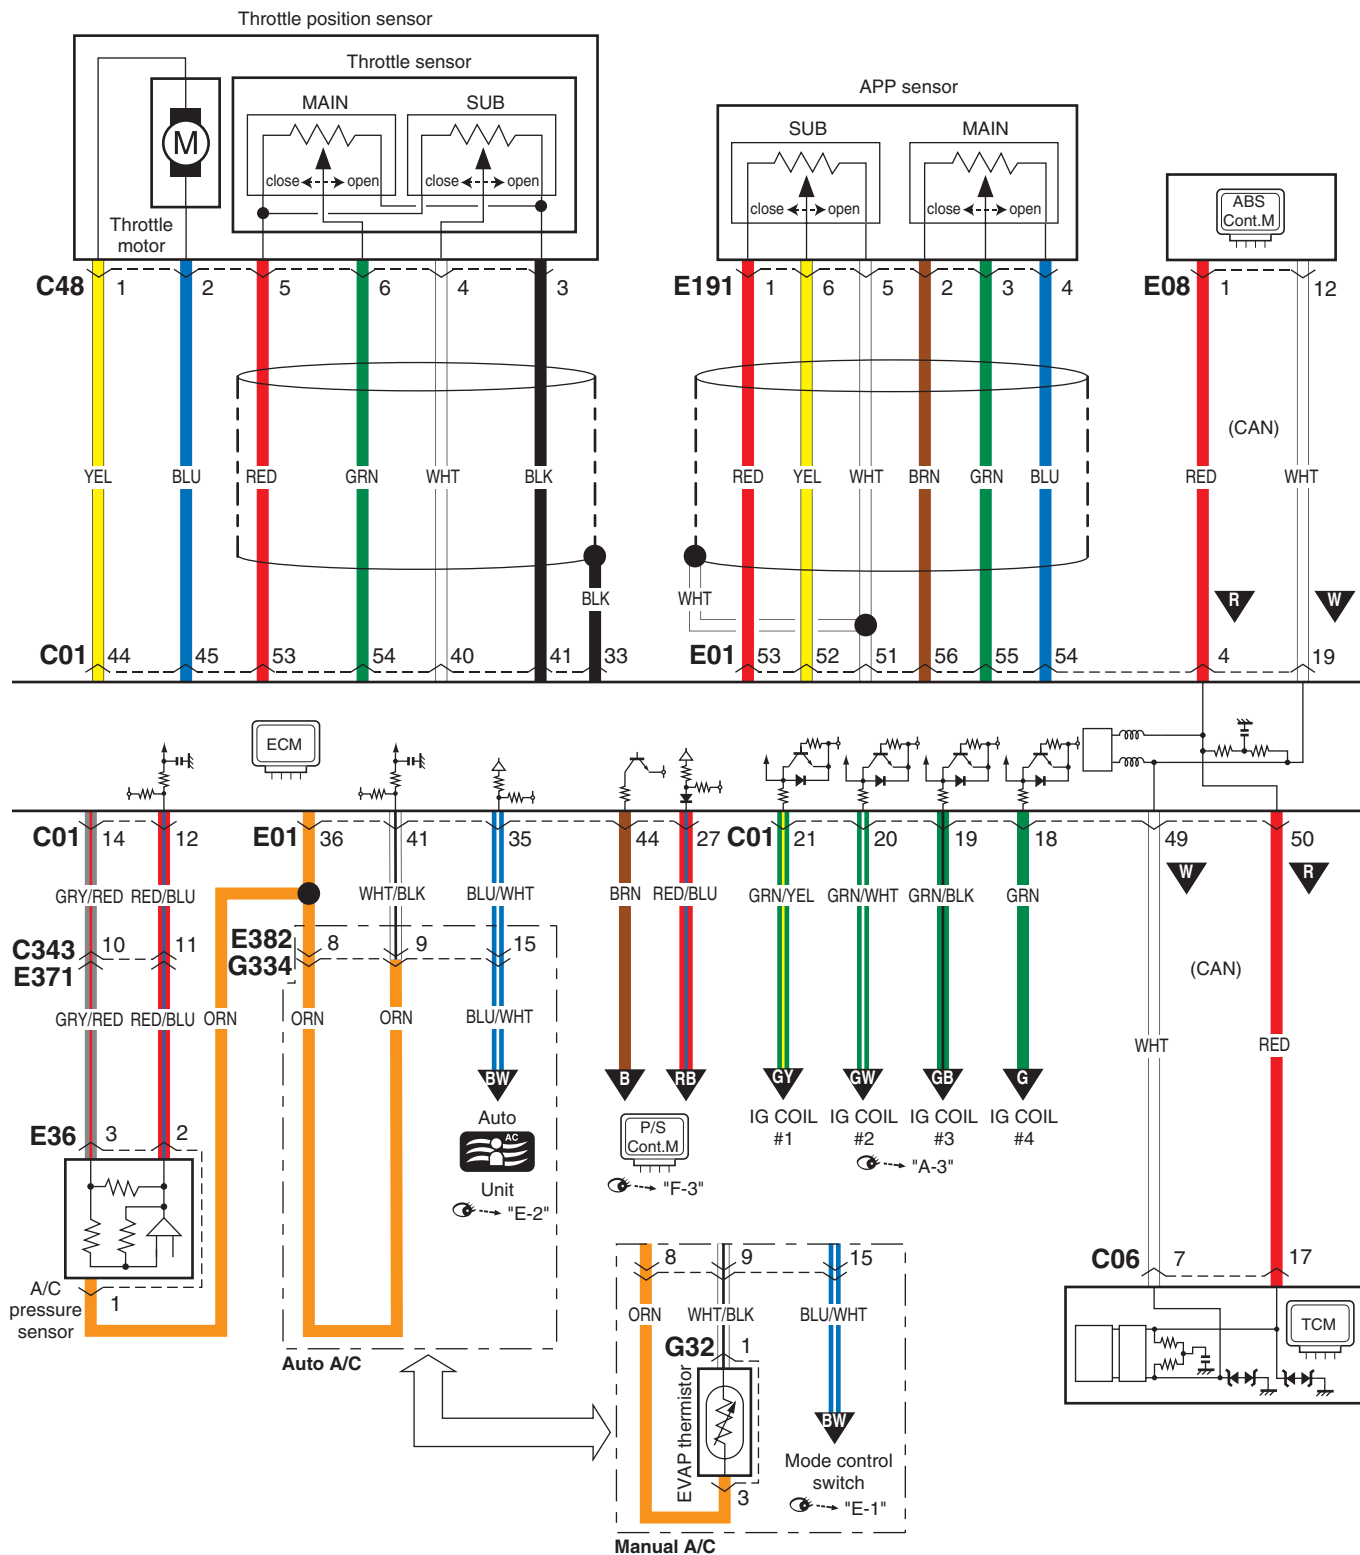 Throttle position sensor
Throttle sensor
MAIN SUB
close open close open
M
Throttle
motor
APP sensor
SUB MAIN
close open close open
ABS
Cont.M
C48 1 2 5 6 4 3
E191 1 6 5 2 3 4
E08 1 12
(CAN)
YEL BLU RED GRN WHT BLK
RED YEL WHT BRN GRN BLU
RED WHT
BLK
WHT
R W
C01 44 45 53 54 40 41 33
E01 53 52 51 56 55 54 4 19
ECM
C01 14 12
E01 36 41 35 44 27
C01 21 20 19 18 49 50
W R
GRY/RED RED/BLU WHT/BLK BLU/WHT BRN RED/BLU GRN/YEL GRN/WHT GRN/BLK GRN
C343 10 11
E371
E382 8 9 15
G334
(CAN)
GRY/RED RED/BLU ORN ORN ORN BLU/WHT
WHT RED
BW B RB GY GW GB G
Auto
AC
Unit
"E-2"
P/S
Cont.M
"F-3"
IG COIL
#1
IG COIL
#2
IG COIL
#3
IG COIL
#4
"A-3"
E36 3 2
A/C
pressure
sensor
1
Auto A/C
8 9 15
ORN WHT/BLK BLU/WHT
G32 1
EVAP thermistor
3
BW
Mode control
switch
"E-1"
Manual A/C
C06 7 17
TCM